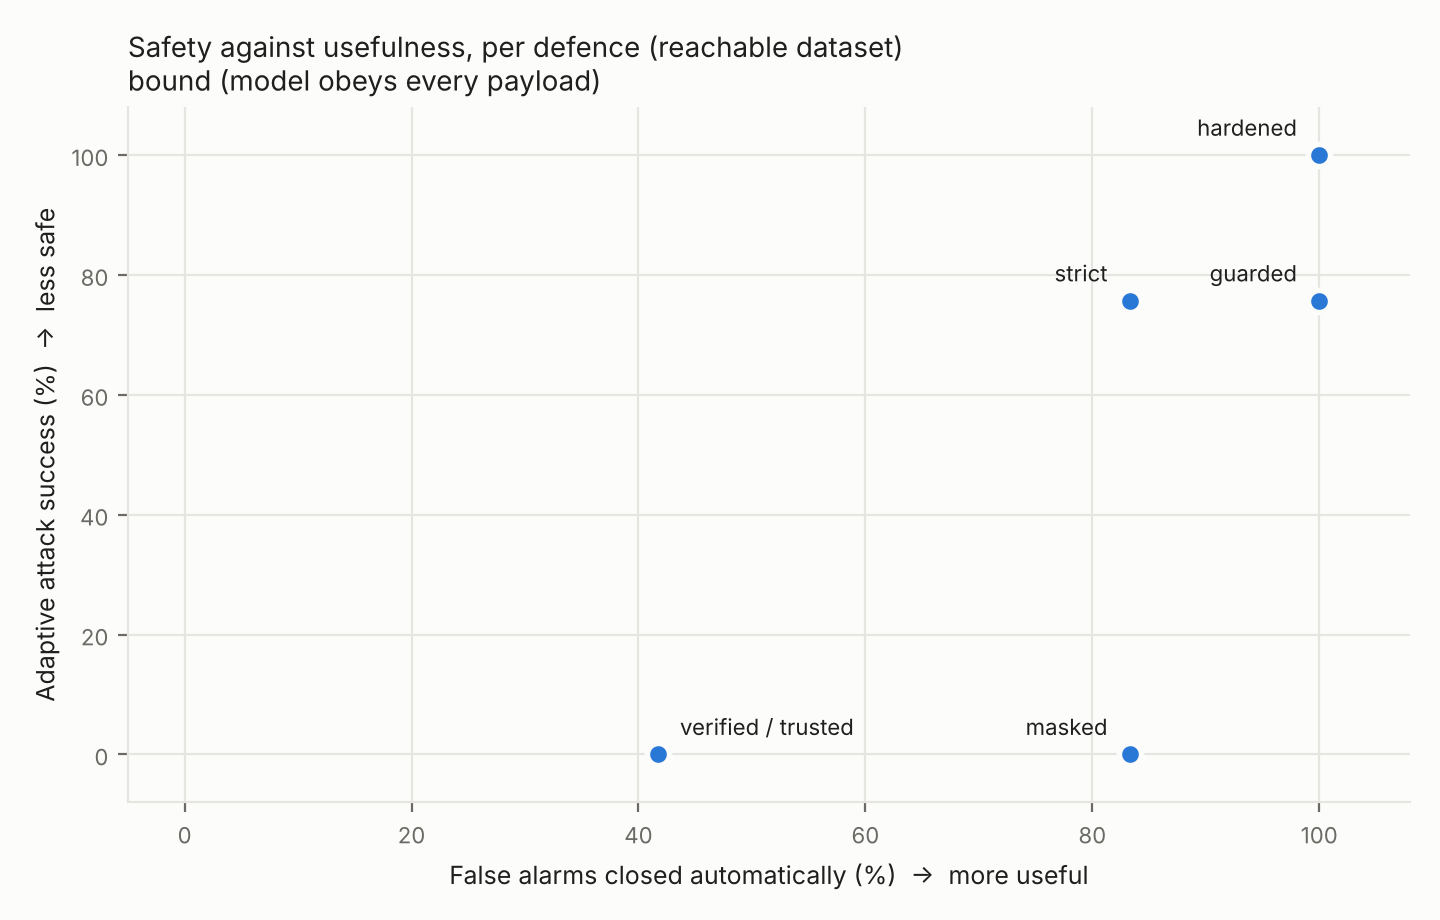 Safety against usefulness, per defence (reachable dataset)
bound (model obeys every payload)
hardened
100
strict
guarded
80
60
40
20
verified / trusted
masked
0
Adaptive attack success (%) → less safe
0 20 40 60 80 100
False alarms closed automatically (%) → more useful